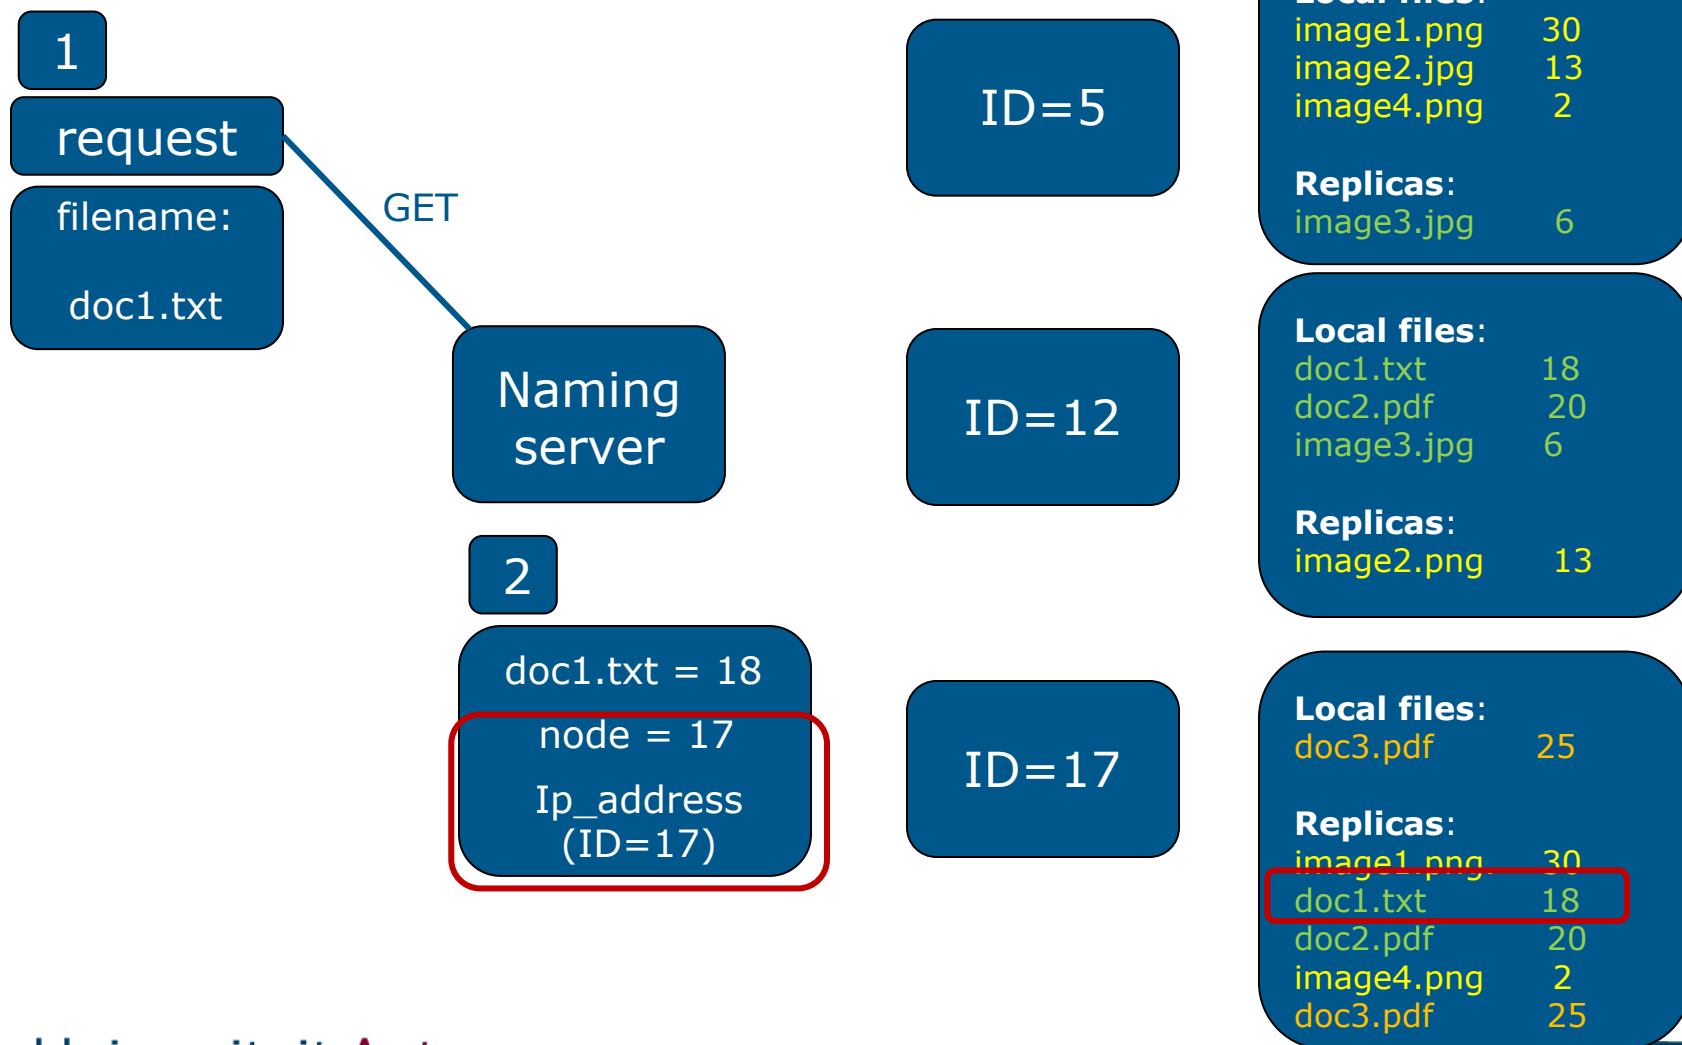 1
request
filename:
doc1.txt
GET
Naming
server
2
doc1.txt = 18
node = 17
Ip_address
(ID=17)
ID=5
ID=12
ID=17
Local files:
image1.png 30
image2.jpg 13
image4.png 2
Replicas:
image3.jpg 6
Local files:
doc1.txt 18
doc2.pdf 20
image3.jpg 6
Replicas:
image2.png 13
Local files:
doc3.pdf 25
Replicas:
image1.png. 30
doc1.txt 18
doc2.pdf 20
image4.png 2
doc3.pdf 25